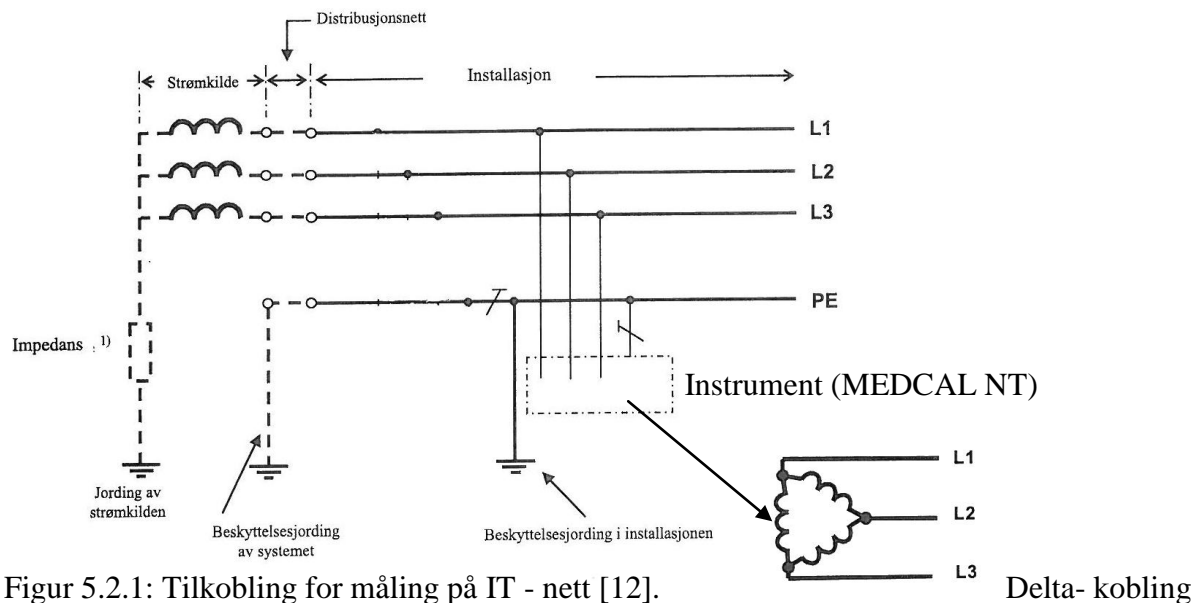 Distribusjonsnett
Strømkilde
Installasjon
L1
L2
L3
PE
Impedans 1)
Instrument (MEDCAL NT)
Jording av
strømkilden
Beskyttelsesjording
av systemet
Beskyttelsesjording i installasjonen
L1
L2
L3
Figur 5.2.1: Tilkobling for måling på IT - nett [12].
Delta- kobling